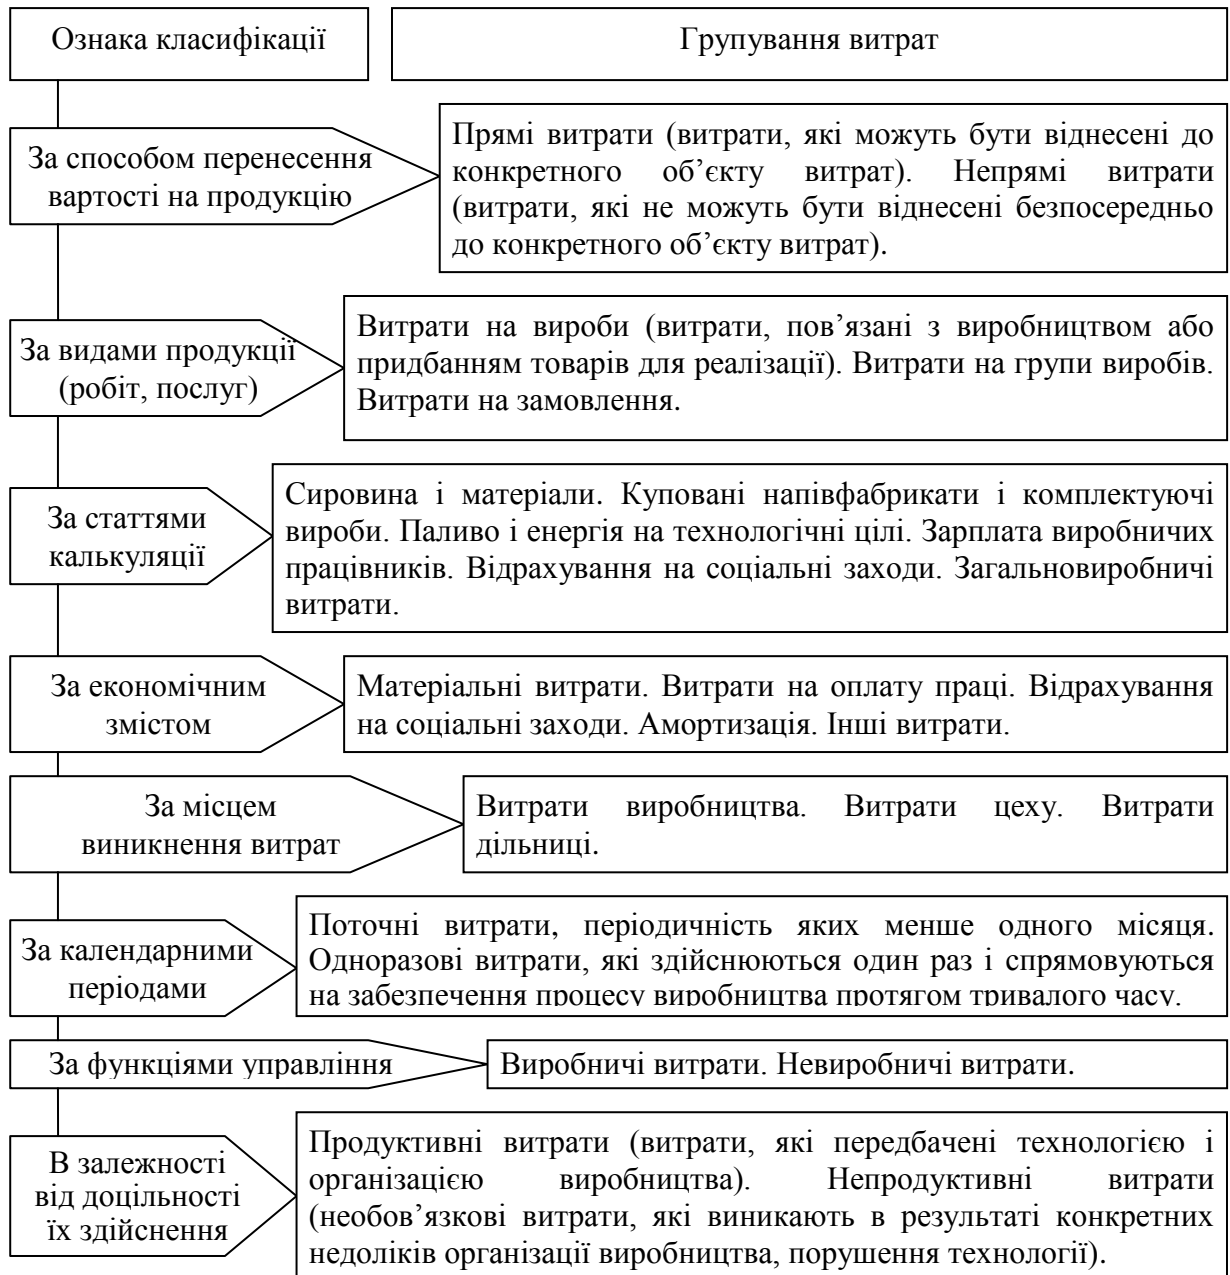 Ознака класифікації
Групування витрат
За способом перенесення
вартості на продукцію
Прямі витрати (витрати, які можуть бути віднесені до
конкретного об’єкту витрат). Непрямі витрати
(витрати, які не можуть бути віднесені безпосередньо
до конкретного об’єкту витрат).
За видами продукції
(робіт, послуг)
Витрати на вироби (витрати, пов’язані з виробництвом або
придбанням товарів для реалізації). Витрати на групи виробів.
Витрати на замовлення.
За статтями
калькуляції
Сировина і матеріали. Куповані напівфабрикати і комплектуючі
вироби. Паливо і енергія на технологічні цілі. Зарплата виробничих
працівників. Відрахування на соціальні заходи. Загальновиробничі
витрати.
За економічним
змістом
Матеріальні витрати. Витрати на оплату праці. Відрахування
на соціальні заходи. Амортизація. Інші витрати.
За місцем
виникнення витрат
Витрати виробництва. Витрати цеху. Витрати
дільниці.
За календарними
періодами
Поточні витрати, періодичність яких менше одного місяця.
Одноразові витрати, які здійснюються один раз і спрямовуються
на забезпечення процесу виробництва протягом тривалого часу.
За функціями управління
Виробничі витрати. Невиробничі витрати.
В залежності
від доцільності
їх здійснення
Продуктивні витрати (витрати, які передбачені технологією і
організацією виробництва). Непродуктивні витрати
(необов’язкові витрати, які виникають в результаті конкретних
недоліків організації виробництва, порушення технології).